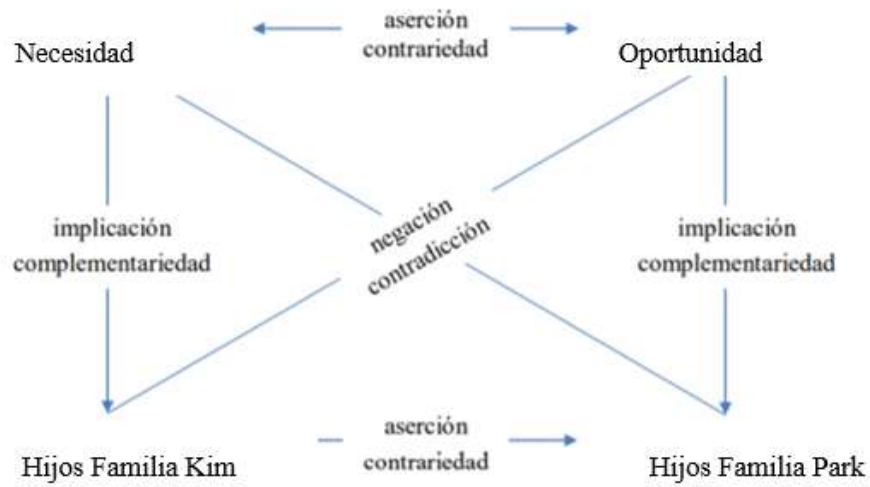 aserción
contrariedad
Necesidad
Oportunidad
negación
contradicción
implicación
complementariedad
implicación
complementariedad
aserción
contrariedad
Hijos Familia Kim
Hijos Familia Park